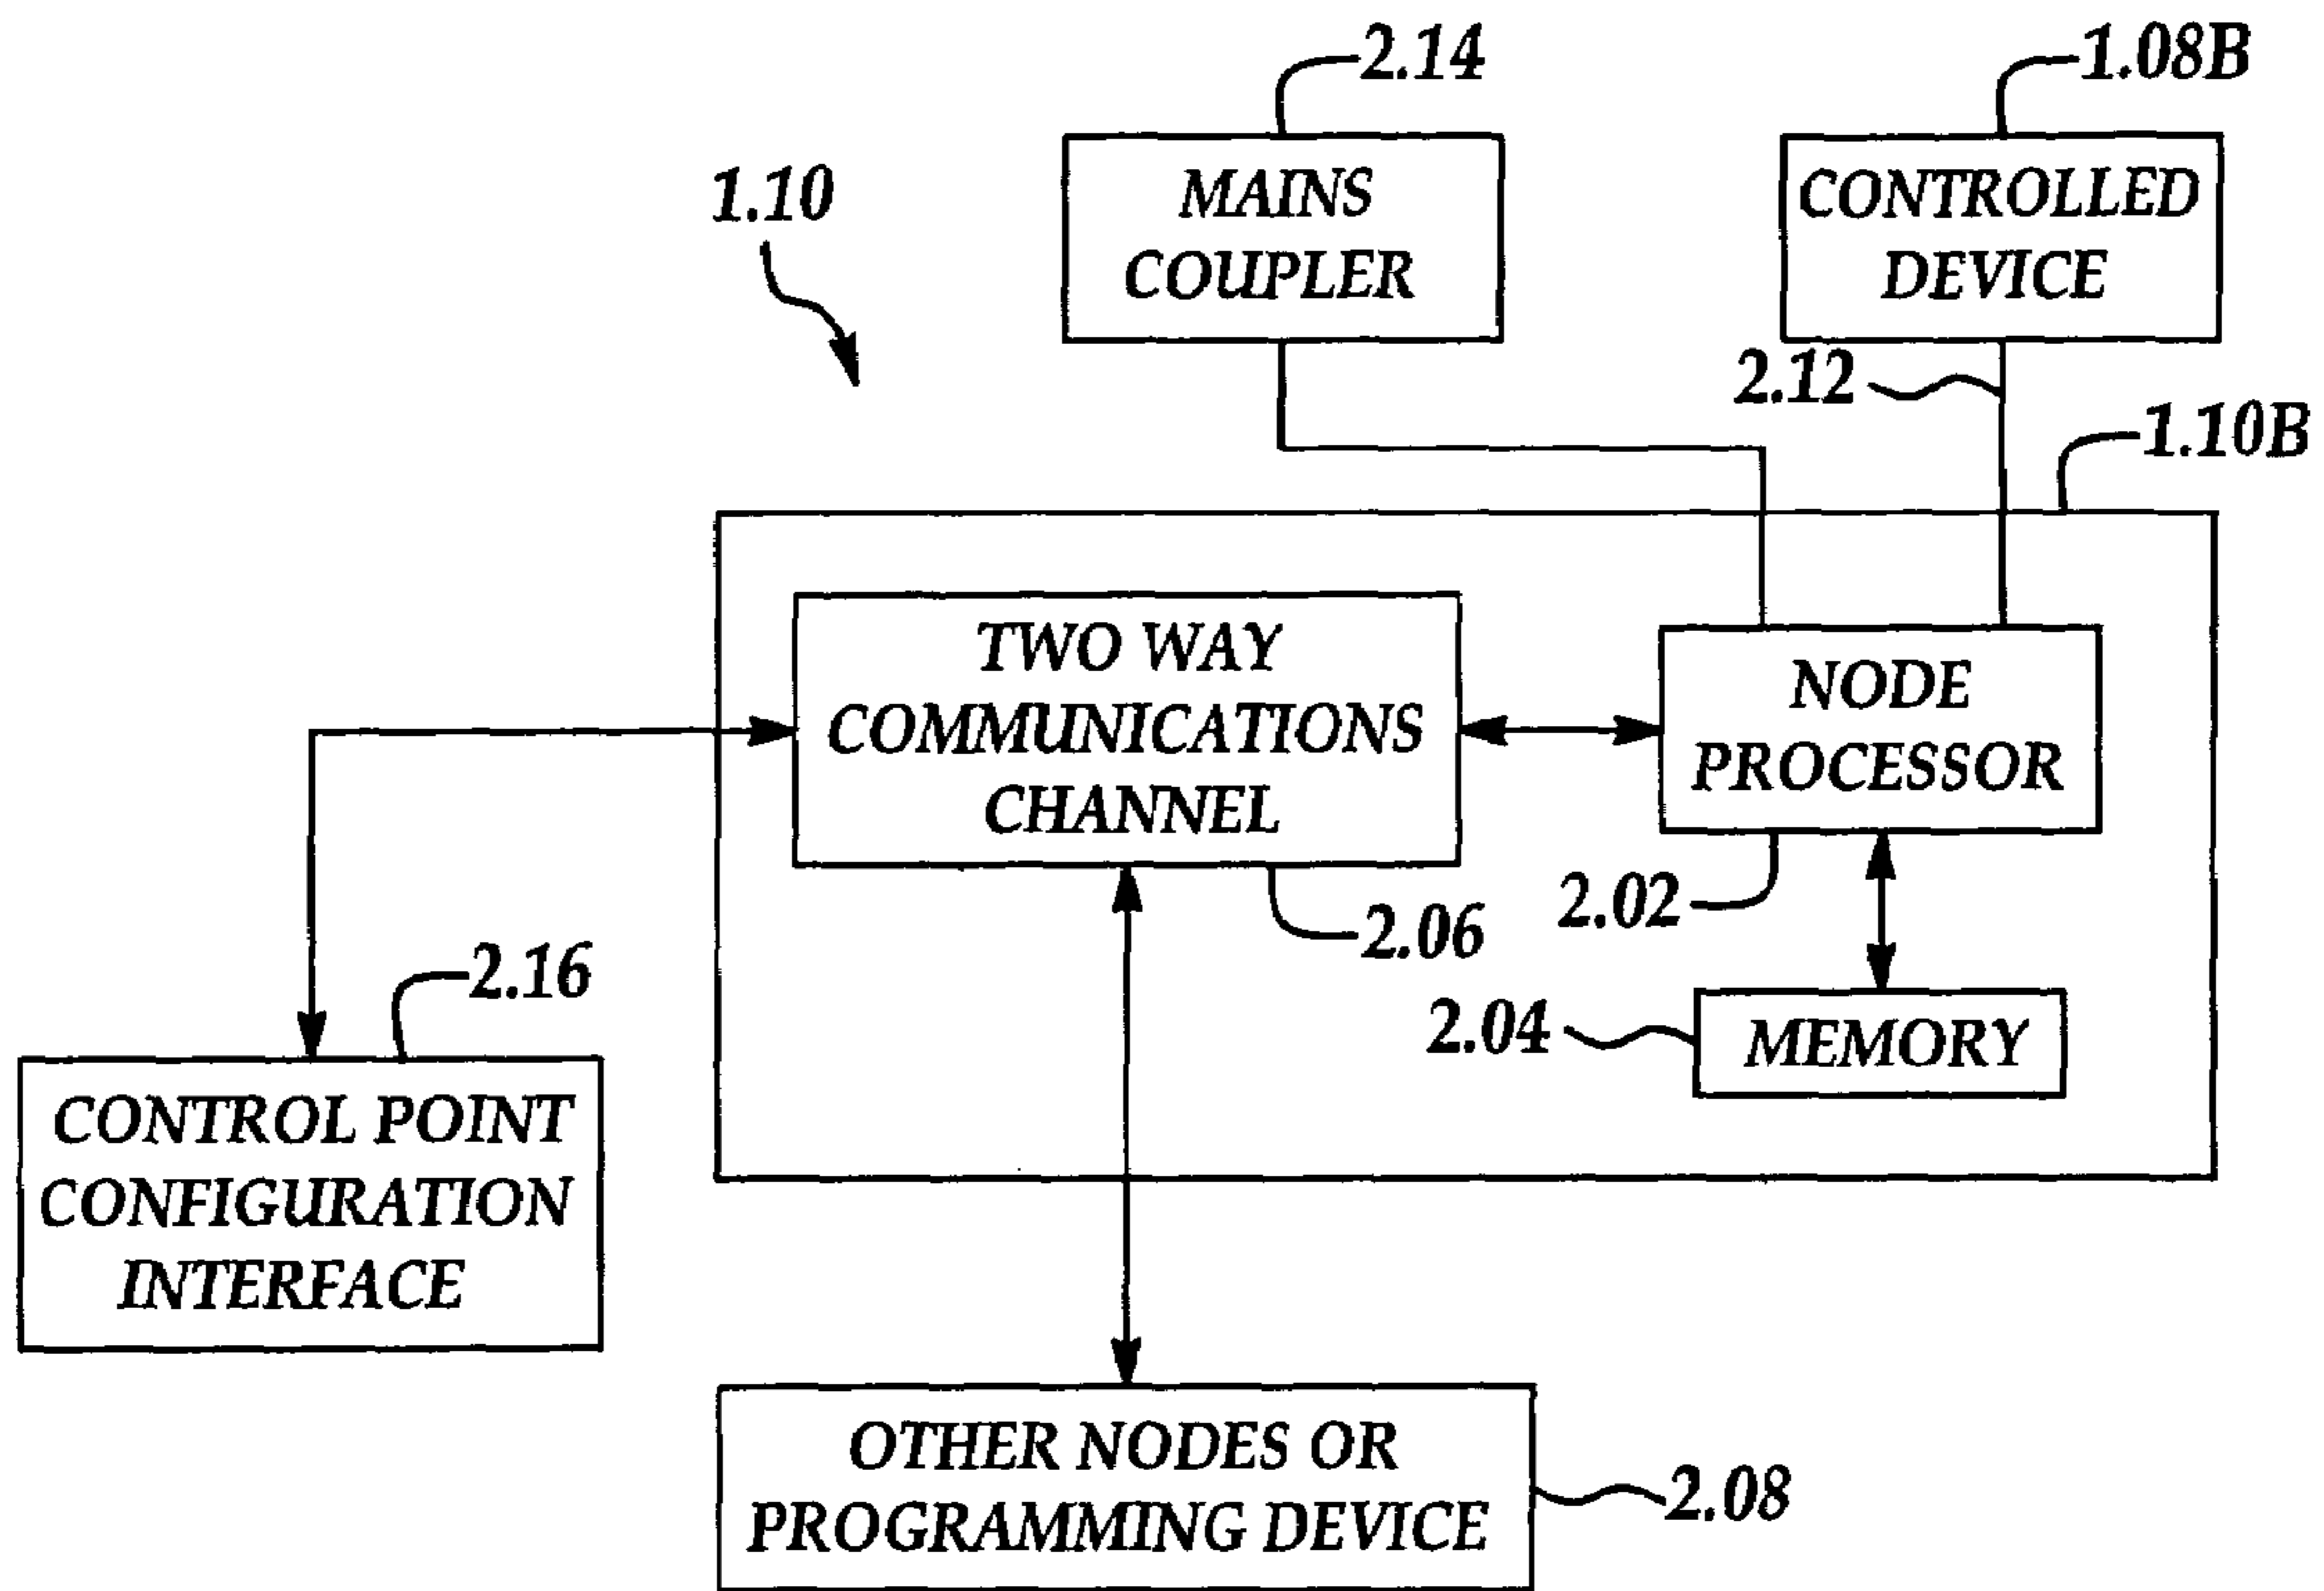 2.14
1.08B
1.10
MAINS
COUPLER
CONTROLLED
DEVICE
2.12
1.10B
TWO WAY
COMMUNICATIONS
CHANNEL
NODE
PROCESSOR
2.02
2.06
2.16
2.04
MEMORY
CONTROL POINT
CONFIGURATION
INTERFACE
OTHER NODES OR
PROGRAMMING DEVICE
2.08